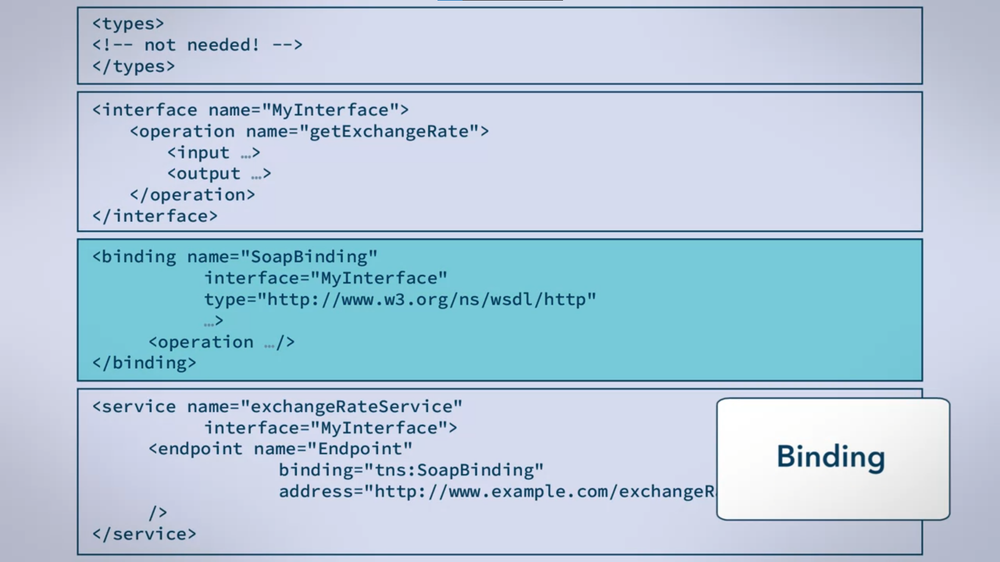 <types>
<!-- not needed! -->
</types>
<interface name="MyInterface">
<operation name="getExchangeRate">
<input …>
<output …>
</operation>
</interface>
<binding name="SoapBinding"
interface="MyInterface"
type="http://www.w3.org/ns/wsdl/http"
…>
<operation …/>
</binding>
<service name="exchangeRateService"
interface="MyInterface">
<endpoint name="Endpoint"
binding="tns:SoapBinding"
address="http://www.example.com/exchangeR
/>
</service>
Binding